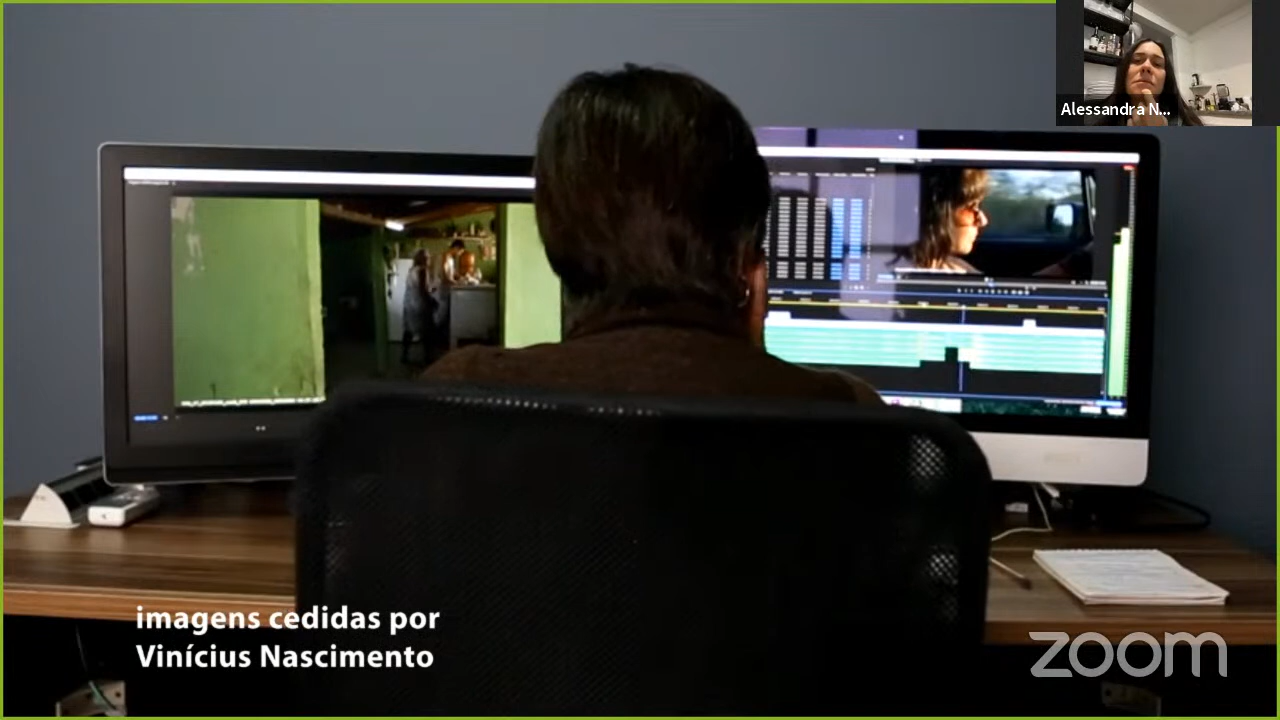 Alessandra N...
imagens cedidas por
Vinícius Nascimento
zoom